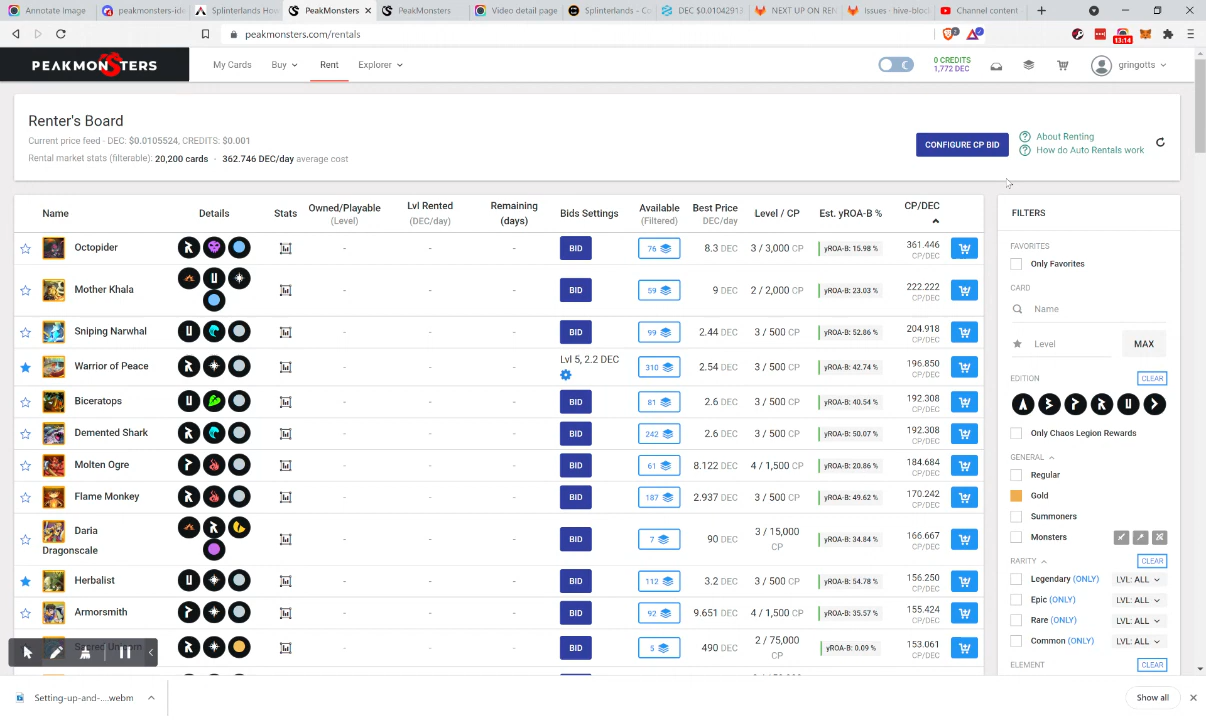 Annotate Image
peakmonsters-ide
Splinterlands How
PeakMonsters
PeakMonsters
Video detail page
Splinterlands - Co
DEC $0.01042913
NEXT UP ON REN
Issues · hive-block
Channel content
peakmonsters.com/rentals
13:14
PEAKMONSTERS
My Cards
Buy
Rent
Explorer
0 CREDITS
1,772 DEC
gringotts
Renter's Board
Current price feed - DEC: $0.0105524, CREDITS: $0.001
Rental market stats (filterable): 20,200 cards · 362.746 DEC/day average cost
CONFIGURE CP BID
About Renting
How do Auto Rentals work
Name Details Stats Owned/Playable (Level) Lvl Rented (DEC/day) Remaining (days) Bids Settings Available (Filtered) Best Price DEC/day Level / CP Est. yROA-B % CP/DEC
Octopider - - - BID 76 8.3 DEC 3 / 3,000 CP yROA-B: 15.98 % 361.446 CP/DEC
Mother Khala - - - BID 59 9 DEC 2 / 2,000 CP yROA-B: 23.03 % 222.222 CP/DEC
Sniping Narwhal - - - BID 99 2.44 DEC 3 / 500 CP yROA-B: 52.86 % 204.918 CP/DEC
Warrior of Peace - - - Lvl 5, 2.2 DEC 310 2.54 DEC 3 / 500 CP yROA-B: 42.74 % 196.850 CP/DEC
Biceratops - - - BID 81 2.6 DEC 3 / 500 CP yROA-B: 40.54 % 192.308 CP/DEC
Demented Shark - - - BID 242 2.6 DEC 3 / 500 CP yROA-B: 50.07 % 192.308 CP/DEC
Molten Ogre - - - BID 61 8.122 DEC 4 / 1,500 CP yROA-B: 20.86 % 184.684 CP/DEC
Flame Monkey - - - BID 187 2.937 DEC 3 / 500 CP yROA-B: 49.62 % 170.242 CP/DEC
Daria Dragonscale - - - BID 7 90 DEC 3 / 15,000 CP yROA-B: 34.84 % 166.667 CP/DEC
Herbalist - - - BID 112 3.2 DEC 3 / 500 CP yROA-B: 54.78 % 156.250 CP/DEC
Armorsmith - - - BID 92 9.651 DEC 4 / 1,500 CP yROA-B: 35.57 % 155.424 CP/DEC
- - - BID 5 490 DEC 2 / 75,000 CP yROA-B: 0.09 % 153.061 CP/DEC
FILTERS
FAVORITES
Only Favorites
CARD
Name
Level MAX
EDITION CLEAR
Only Chaos Legion Rewards
GENERAL
Regular
Gold
Summoners
Monsters
RARITY CLEAR
Legendary (ONLY) LVL: ALL
Epic (ONLY) LVL: ALL
Rare (ONLY) LVL: ALL
Common (ONLY) LVL: ALL
ELEMENT CLEAR
Setting-up-and-....webm
Show all